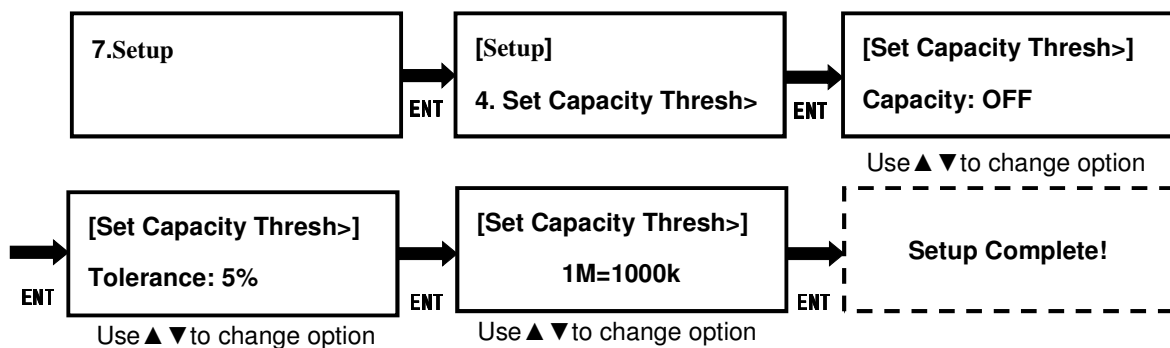 7.Setup
ENT
[Setup]
4. Set Capacity Thresh>
ENT
[Set Capacity Thresh>]
Capacity: OFF
Use▲▼to change option
ENT
[Set Capacity Thresh>]
Tolerance: 5%
Use▲▼to change option
ENT
[Set Capacity Thresh>]
1M=1000k
Use▲▼to change option
ENT
Setup Complete!